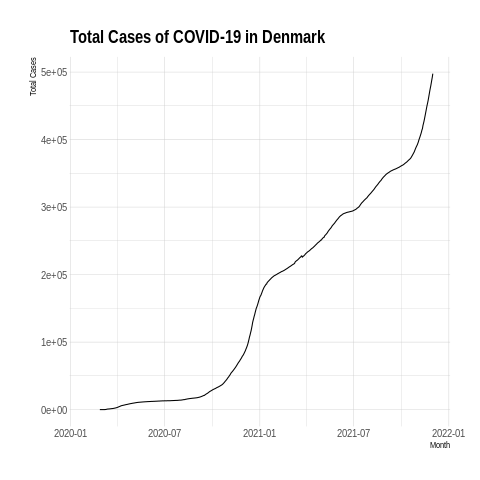 Total Cases of COVID-19 in Denmark
Total Cases
5e+05
4e+05
3e+05
2e+05
1e+05
0e+00
2020-01 2020-07 2021-01 2021-07 2022-01
Month